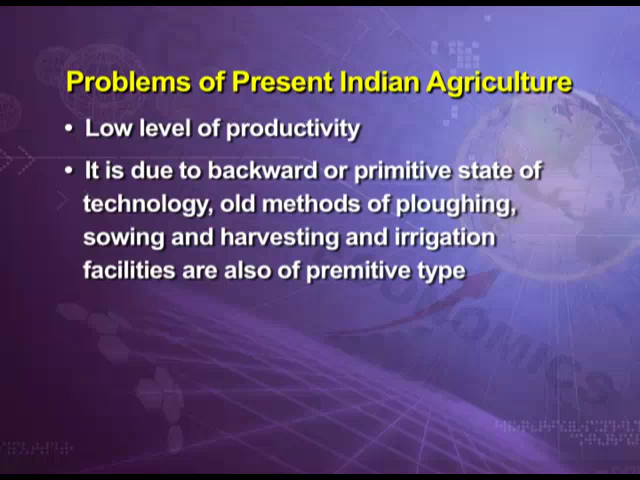 Problems of Present Indian Agriculture
• Low level of productivity
• It is due to backward or primitive state of
technology, old methods of ploughing,
sowing and harvesting and irrigation
facilities are also of premitive type
ECONOMICS